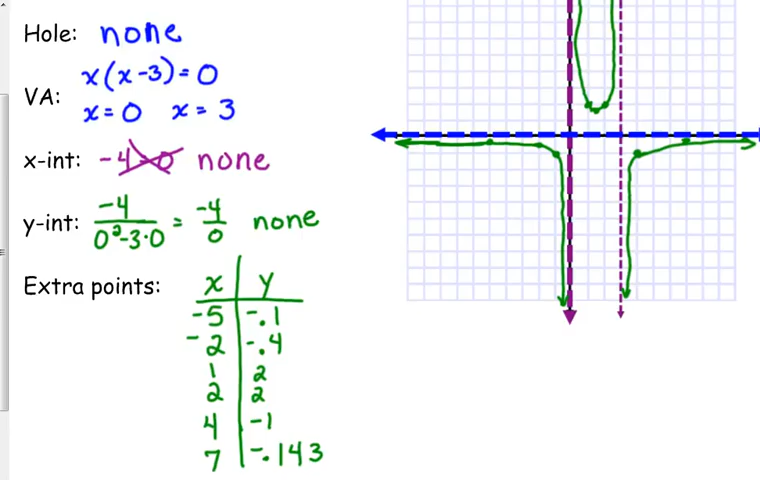 Hole: none
x(x-3)=0
VA:
x=0 x=3
x-int: -4=0 none
y-int: -4/(0²-3·0) = -4/0 none
Extra points:
x y
-5 -.1
-2 -.4
1 2
2 2
4 -1
7 -.143